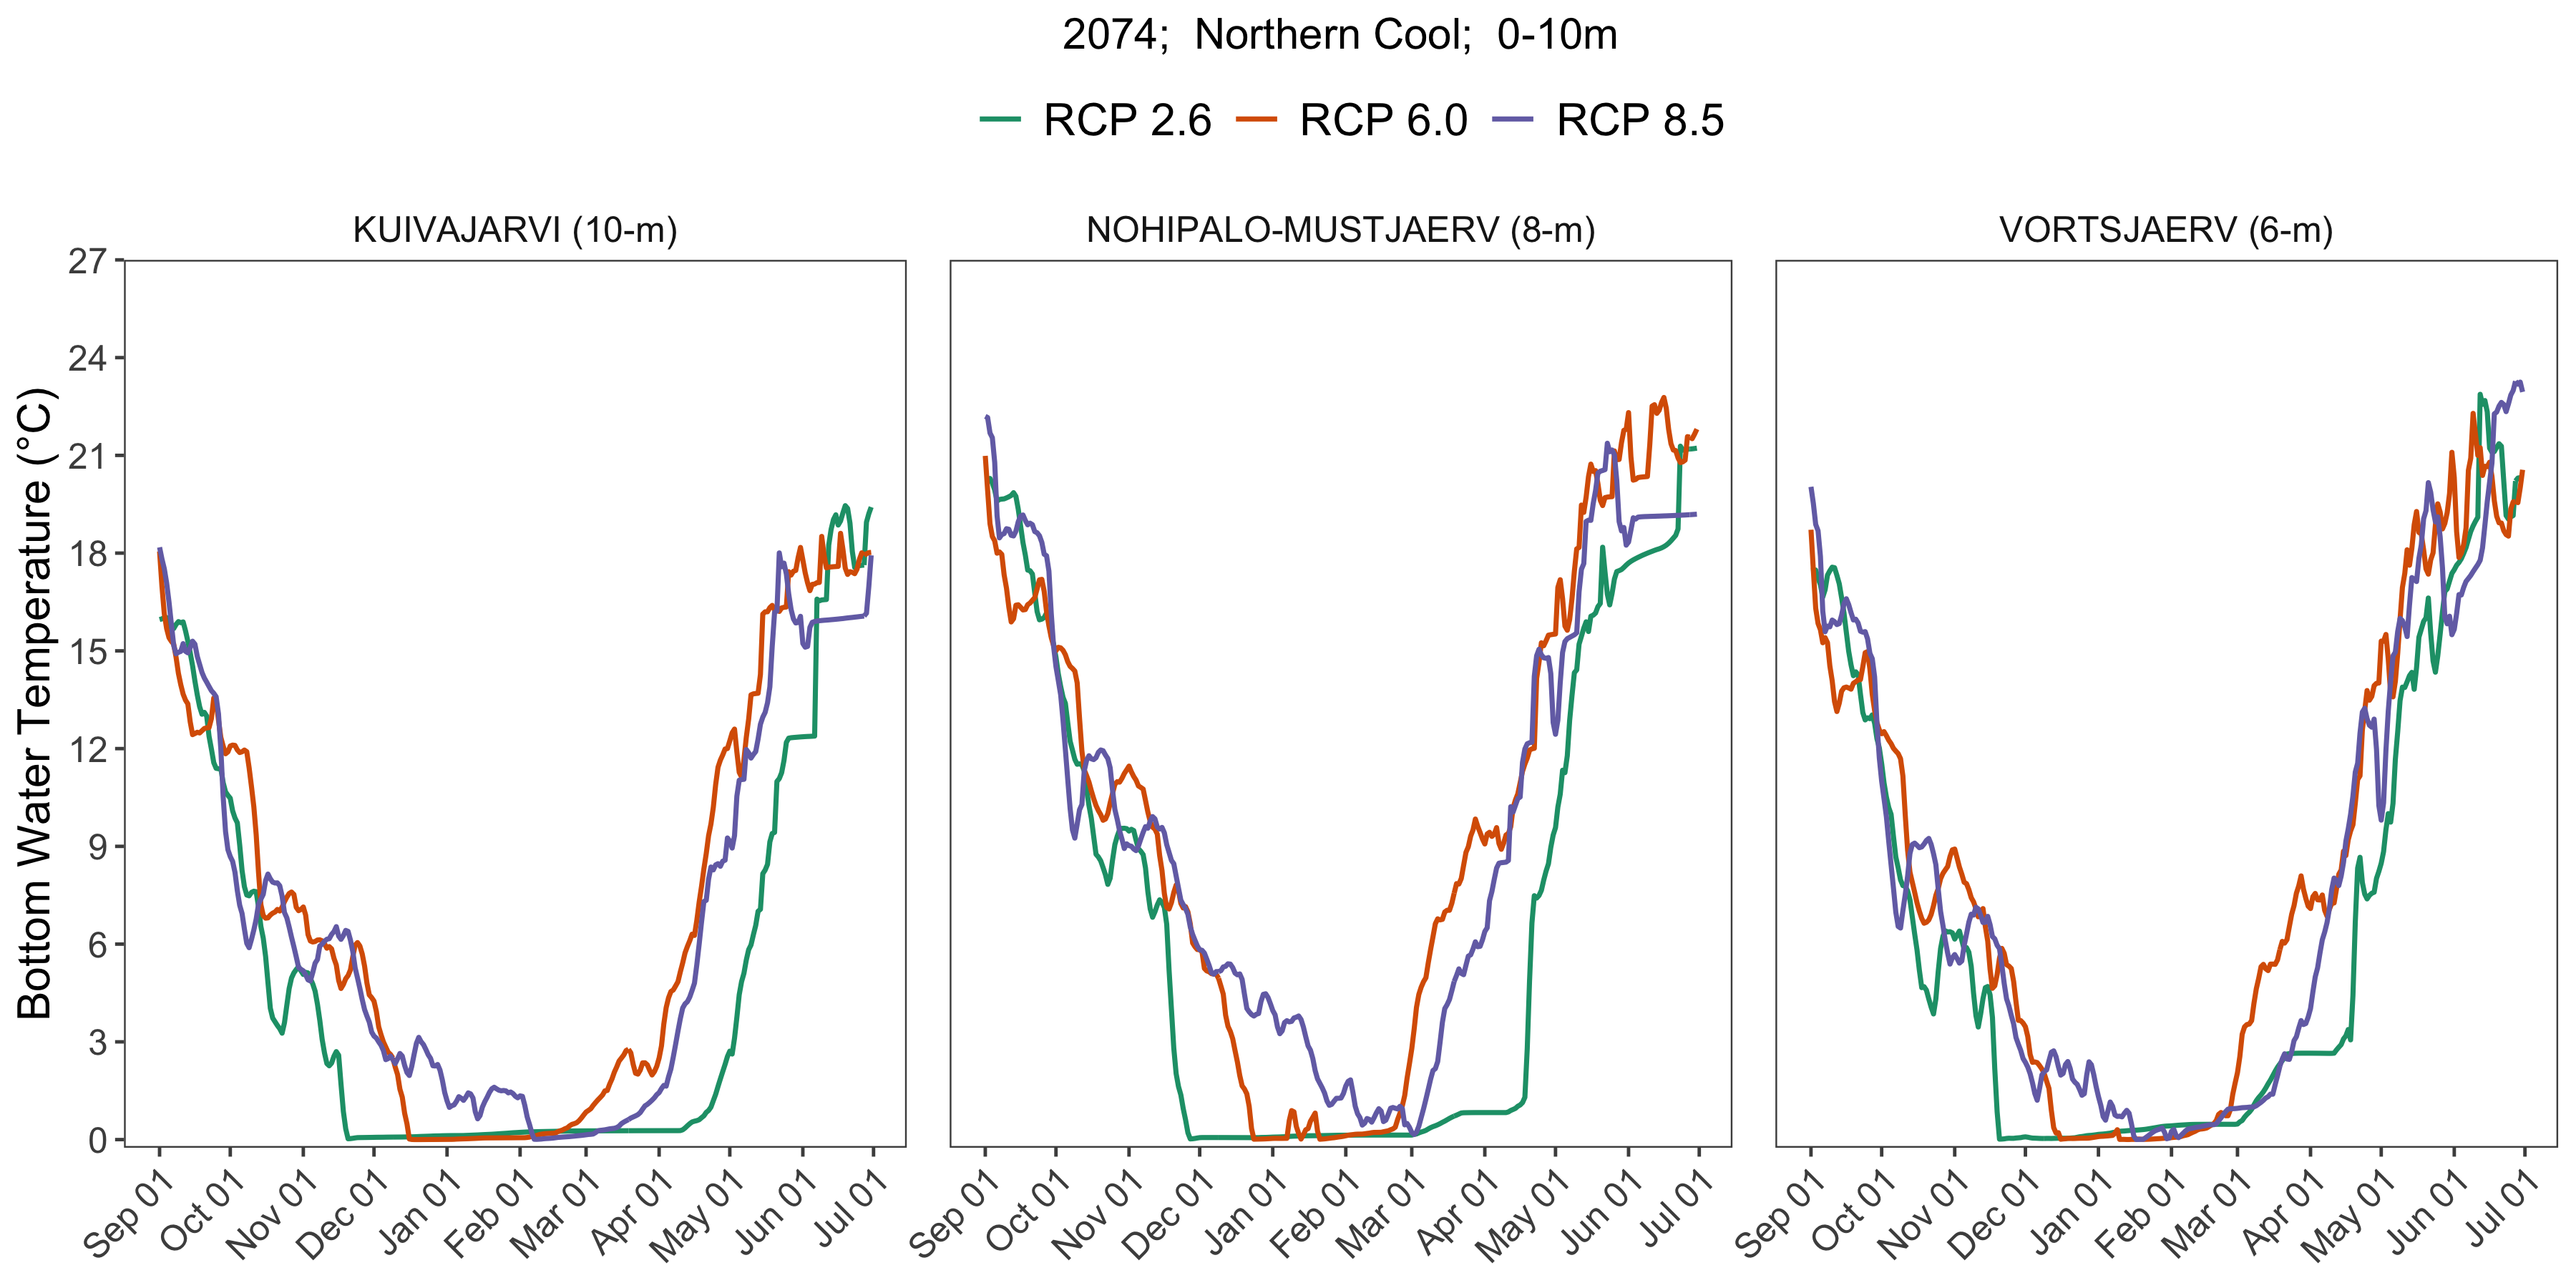 2074;  Northern Cool;  0-10m
RCP 2.6 RCP 6.0 RCP 8.5
KUIVAJARVI (10-m) NOHIPALO-MUSTJAERV (8-m) VORTSJAERV (6-m)
Bottom Water Temperature (°C)
27
24
21
18
15
12
9
6
3
0
Sep 01 Oct 01 Nov 01 Dec 01 Jan 01 Feb 01 Mar 01 Apr 01 May 01 Jun 01 Jul 01 Sep 01 Oct 01 Nov 01 Dec 01 Jan 01 Feb 01 Mar 01 Apr 01 May 01 Jun 01 Jul 01 Sep 01 Oct 01 Nov 01 Dec 01 Jan 01 Feb 01 Mar 01 Apr 01 May 01 Jun 01 Jul 01